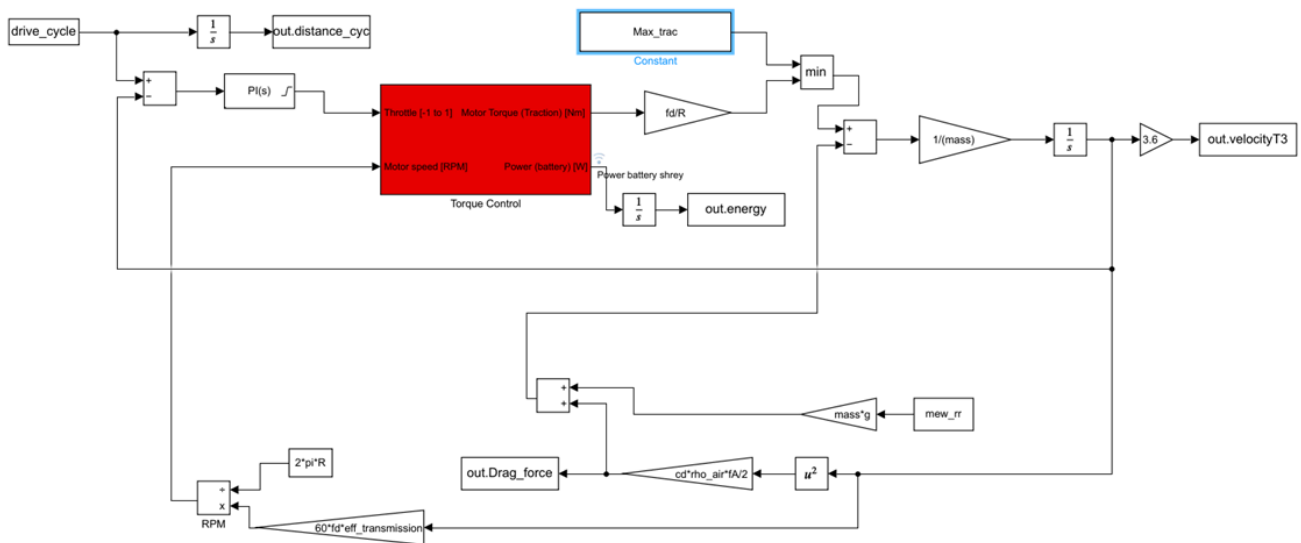 drive_cycle
1
s
out.distance_cyc
Max_trac
Constant
min
+
−
PI(s)
Throttle [-1 to 1] Motor Torque (Traction) [Nm]
fd/R
+
−
1/(mass)
1
s
3.6
out.velocityT3
Motor speed [RPM] Power (battery) [W]
Power battery shrey
Torque Control
1
s
out.energy
+
+
mass*g
mew_rr
2*pi*R
out.Drag_force
cd*rho_air*fA/2
u²
÷
x
RPM
60*fd*eff_transmission